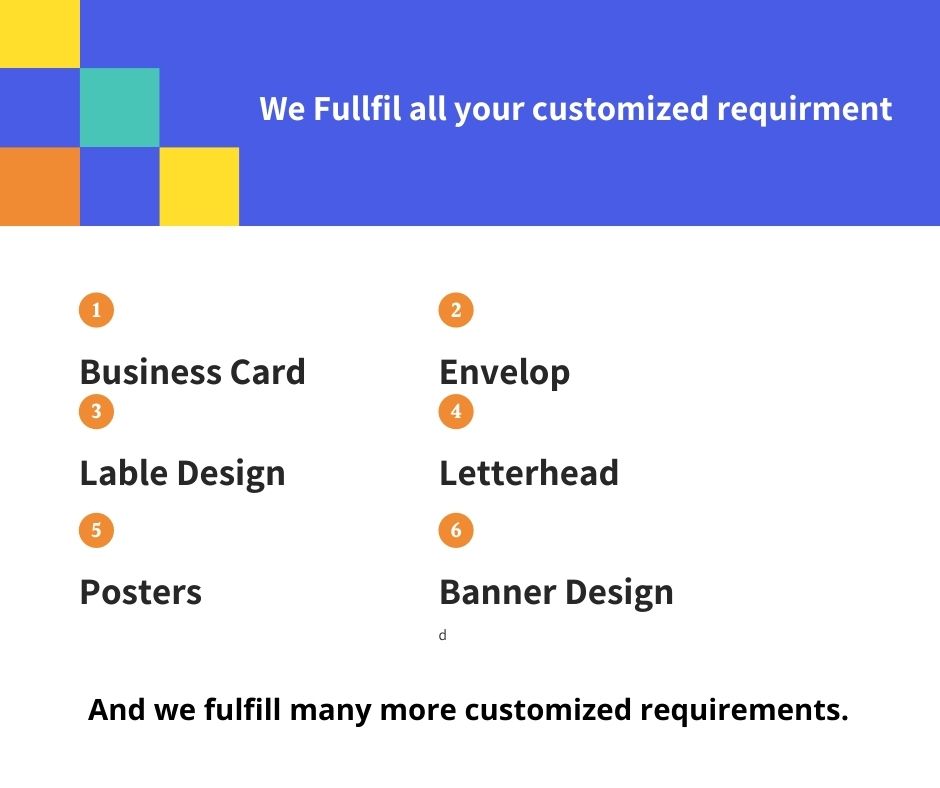 We Fullfil all your customized requirment
1
2
Business Card
Envelop
3
4
Lable Design
Letterhead
5
6
Posters
Banner Design
d
And we fulfill many more customized requirements.